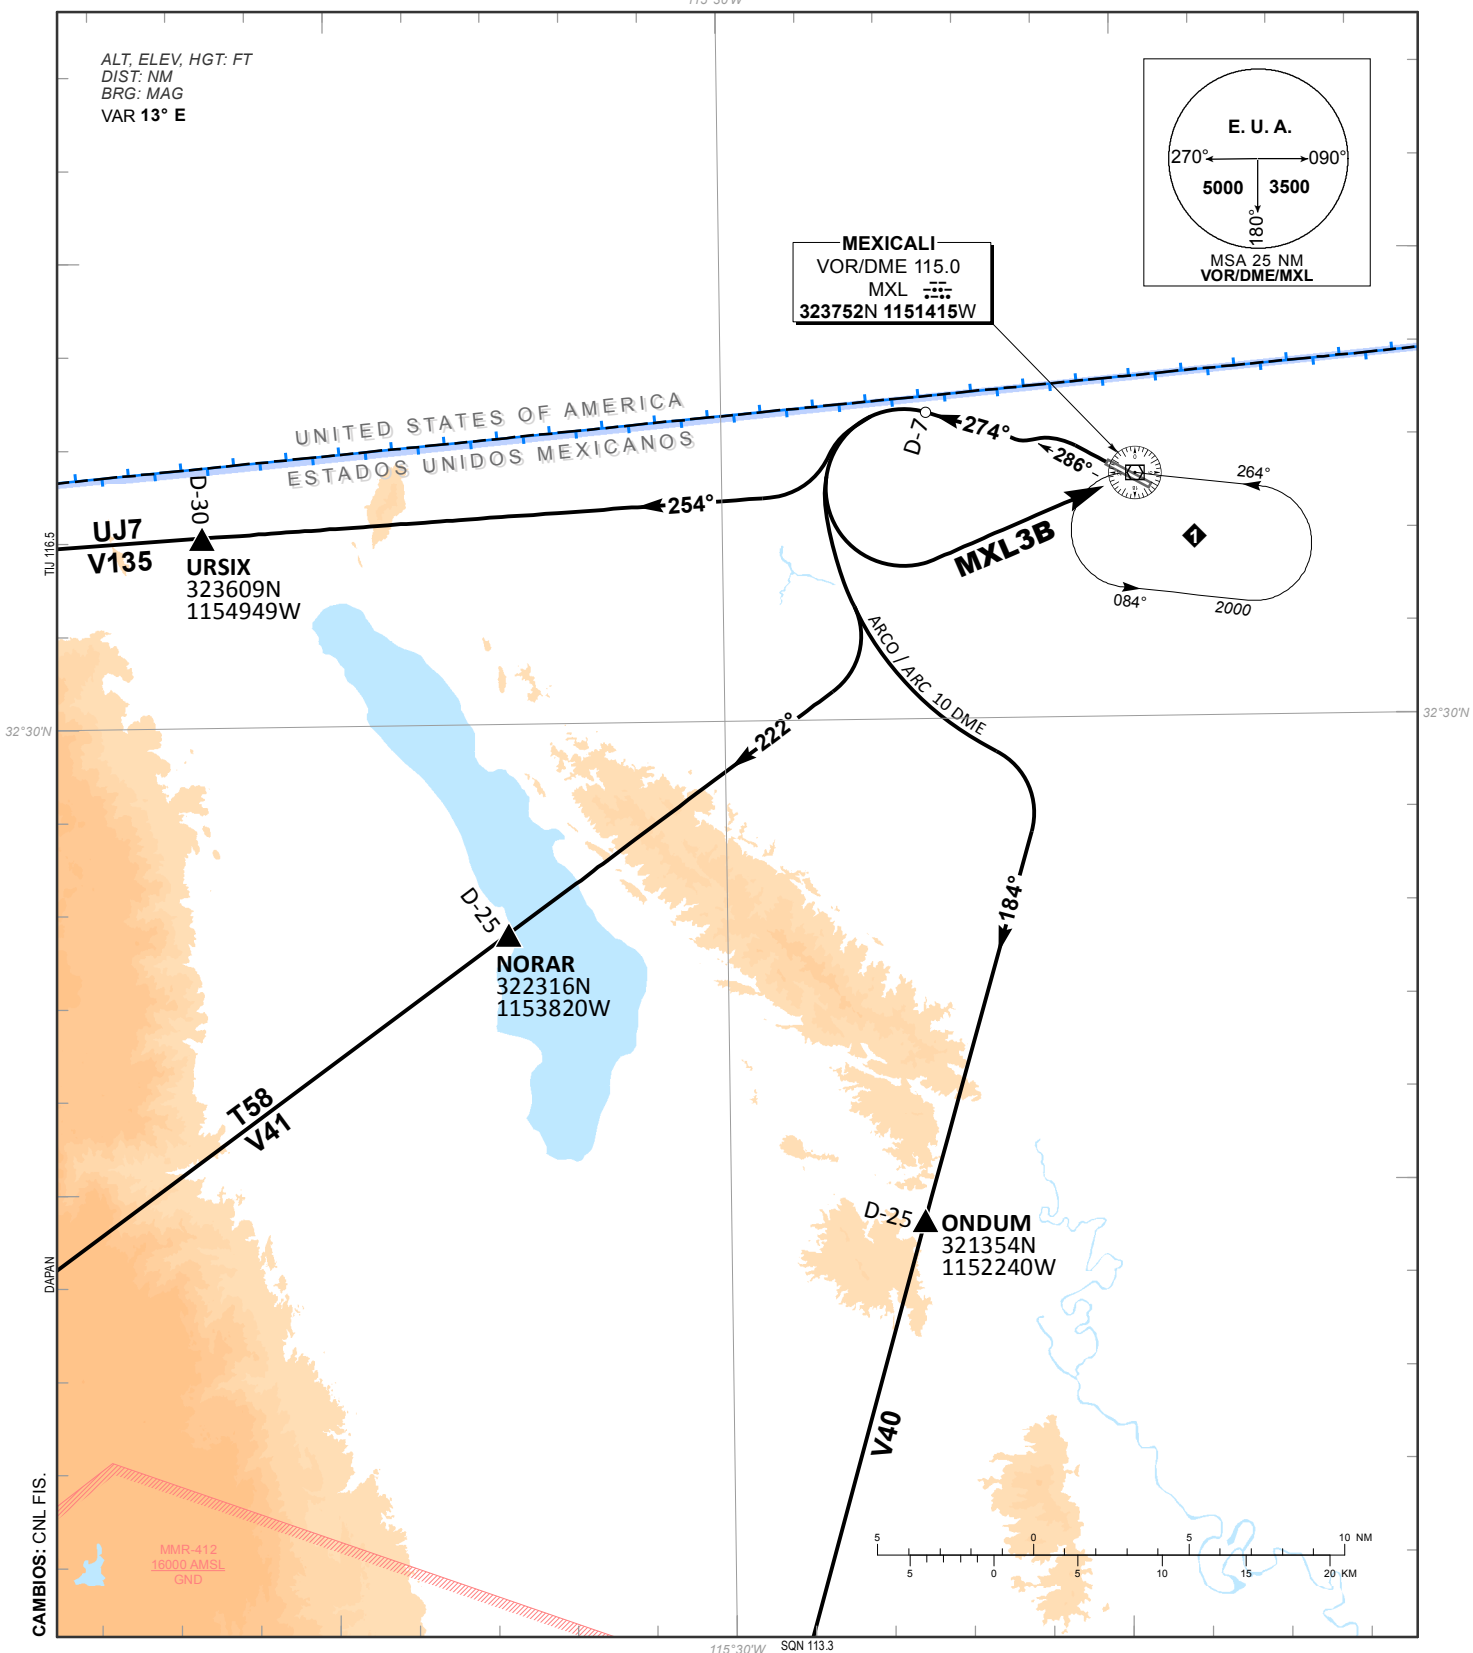 ALT, ELEV, HGT: FT
DIST: NM
BRG: MAG
VAR 13° E
E. U. A.
270°
090°
5000
3500
180°
MSA 25 NM
VOR/DME/MXL
MEXICALI
VOR/DME 115.0
MXL
323752N 1151415W
UNITED STATES OF AMERICA
ESTADOS UNIDOS MEXICANOS
D-7
274°
286°
264°
1
084°
2000
MXL3B
254°
D-30
UJ7
V135
TIJ 116.5
URSIX
323609N
1154949W
ARCO / ARC 10 DME
32°30'N
32°30'N
222°
184°
D-25
NORAR
322316N
1153820W
T58
V41
DAPAN
D-25
ONDUM
321354N
1152240W
V40
CAMBIOS: CNL FIS.
MMR-412
16000 AMSL
GND
5 0 5 10 NM
5 0 5 10 15 20 KM
115°30'W
SQN 113.3